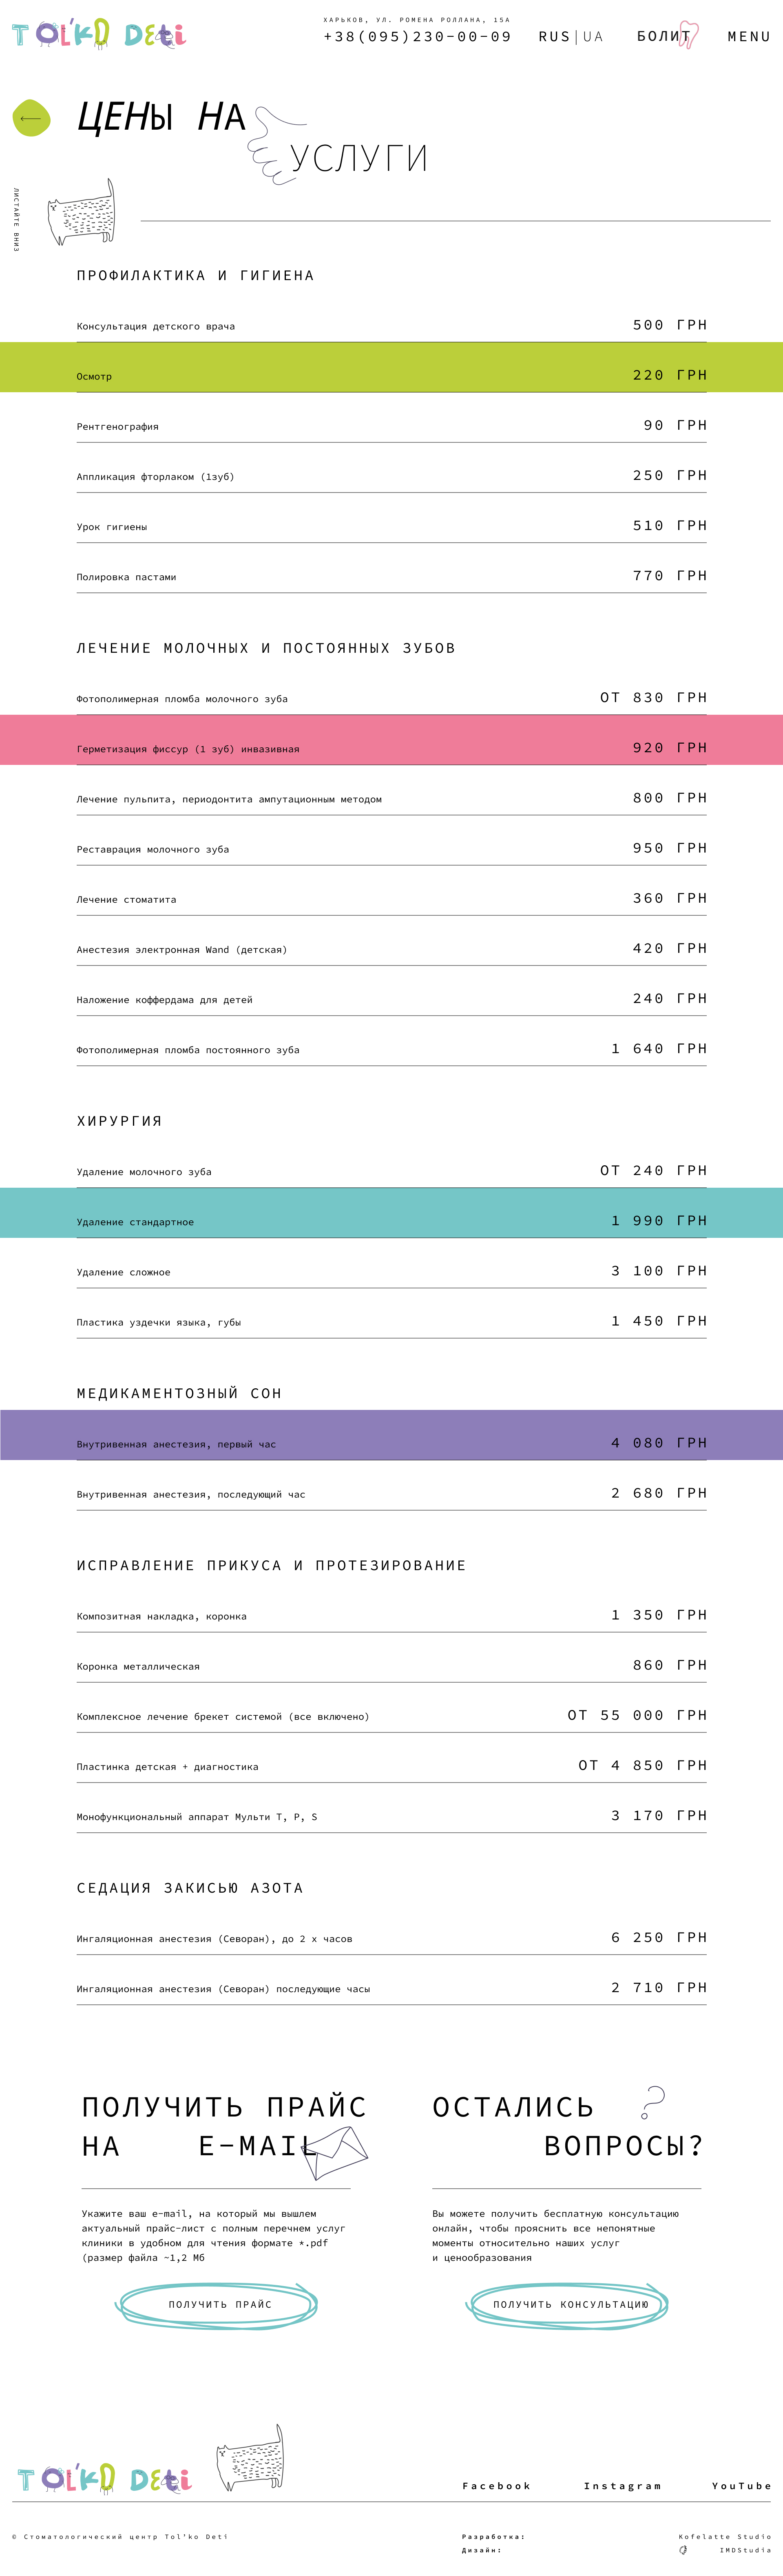 TOL'KO DETI
ХАРЬКОВ, УЛ. РОМЕНА РОЛЛАНА, 15А
+38(095)230-00-09 RUS|UA БОЛИТ MENU
ЦЕНЫ НА
УСЛУГИ
ЛИСТАЙТЕ ВНИЗ
ПРОФИЛАКТИКА И ГИГИЕНА
Консультация детского врача 500 ГРН
Осмотр 220 ГРН
Рентгенография 90 ГРН
Аппликация фторлаком (1зуб) 250 ГРН
Урок гигиены 510 ГРН
Полировка пастами 770 ГРН
ЛЕЧЕНИЕ МОЛОЧНЫХ И ПОСТОЯННЫХ ЗУБОВ
Фотополимерная пломба молочного зуба ОТ 830 ГРН
Герметизация фиссур (1 зуб) инвазивная 920 ГРН
Лечение пульпита, периодонтита ампутационным методом 800 ГРН
Реставрация молочного зуба 950 ГРН
Лечение стоматита 360 ГРН
Анестезия электронная Wand (детская) 420 ГРН
Наложение коффердама для детей 240 ГРН
Фотополимерная пломба постоянного зуба 1 640 ГРН
ХИРУРГИЯ
Удаление молочного зуба ОТ 240 ГРН
Удаление стандартное 1 990 ГРН
Удаление сложное 3 100 ГРН
Пластика уздечки языка, губы 1 450 ГРН
МЕДИКАМЕНТОЗНЫЙ СОН
Внутривенная анестезия, первый час 4 080 ГРН
Внутривенная анестезия, последующий час 2 680 ГРН
ИСПРАВЛЕНИЕ ПРИКУСА И ПРОТЕЗИРОВАНИЕ
Композитная накладка, коронка 1 350 ГРН
Коронка металлическая 860 ГРН
Комплексное лечение брекет системой (все включено) ОТ 55 000 ГРН
Пластинка детская + диагностика ОТ 4 850 ГРН
Монофункциональный аппарат Мульти Т, Р, S 3 170 ГРН
СЕДАЦИЯ ЗАКИСЬЮ АЗОТА
Ингаляционная анестезия (Севоран), до 2 х часов 6 250 ГРН
Ингаляционная анестезия (Севоран) последующие часы 2 710 ГРН
ПОЛУЧИТЬ ПРАЙС
НА E-MAIL
Укажите ваш e-mail, на который мы вышлем
актуальный прайс-лист с полным перечнем услуг
клиники в удобном для чтения формате *.pdf
(размер файла ~1,2 Мб
ПОЛУЧИТЬ ПРАЙС
ОСТАЛИСЬ
ВОПРОСЫ?
Вы можете получить бесплатную консультацию
онлайн, чтобы прояснить все непонятные
моменты относительно наших услуг
и ценообразования
ПОЛУЧИТЬ КОНСУЛЬТАЦИЮ
TOL'KO DETI
Facebook Instagram YouTube
© Стоматологический центр Tol'ko Deti
Разработка: Kofelatte Studio
Дизайн: IMDStudia